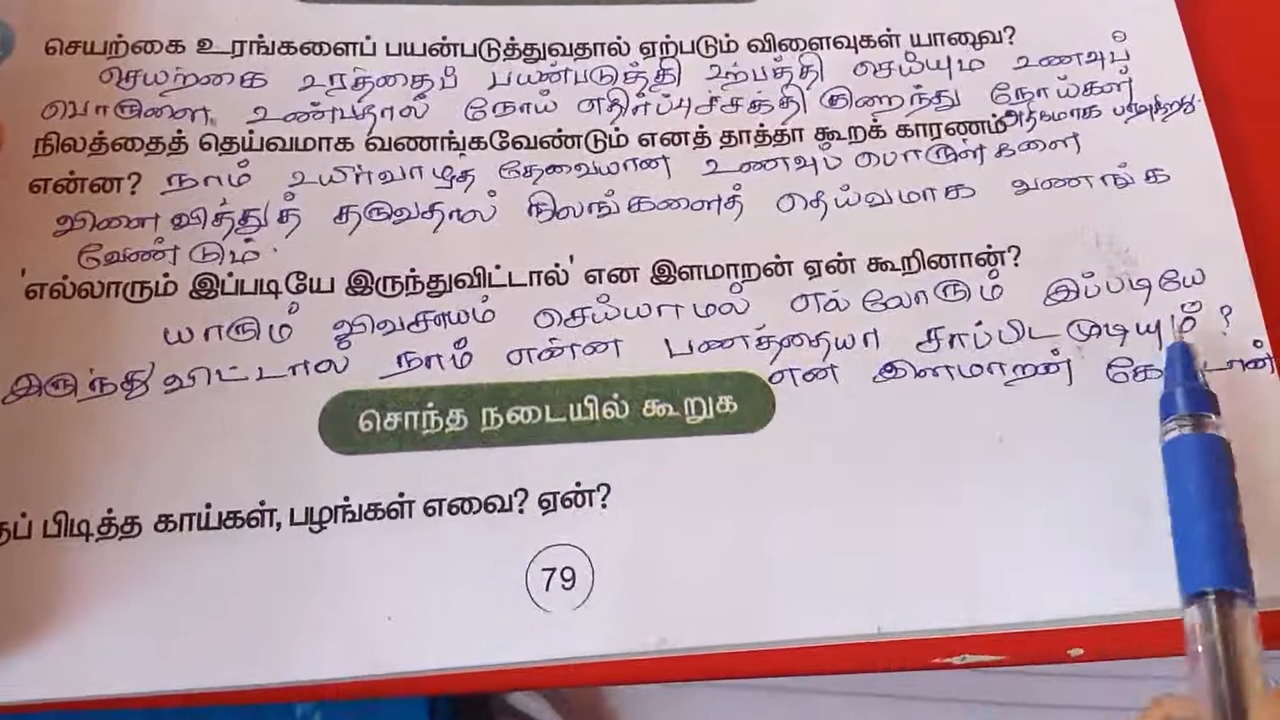 செயற்கை உரங்களைப் பயன்படுத்துவதால் ஏற்படும் விளைவுகள் யாவை?
செயற்கை உரத்தைப் பயன்படுத்தி உற்பத்தி செய்யும் உணவுப்
பொருளை உண்பதால் நோய் எதிர்ப்புச்சக்தி குறைந்து நோய்கள்
அதிகமாக பரவுகிறது.
நிலத்தைத் தெய்வமாக வணங்கவேண்டும் எனத் தாத்தா கூறக் காரணம்
என்ன? நாம் உயிர்வாழத் தேவையான உணவுப் பொருள்களை
விளைவித்துத் தருவதால் நிலங்களைத் தெய்வமாக வணங்க
வேண்டும்.
'எல்லாரும் இப்படியே இருந்துவிட்டால்' என இளமாறன் ஏன் கூறினான்?
யாரும் விவசாயம் செய்யாமல் எல்லோரும் இப்படியே
இருந்து விட்டால் நாம் என்ன பணத்தையா சாப்பிட முடியும்?
என இளமாறன்
சொந்த நடையில் கூறுக
பிடித்த காய்கள், பழங்கள் எவை? ஏன்?
79